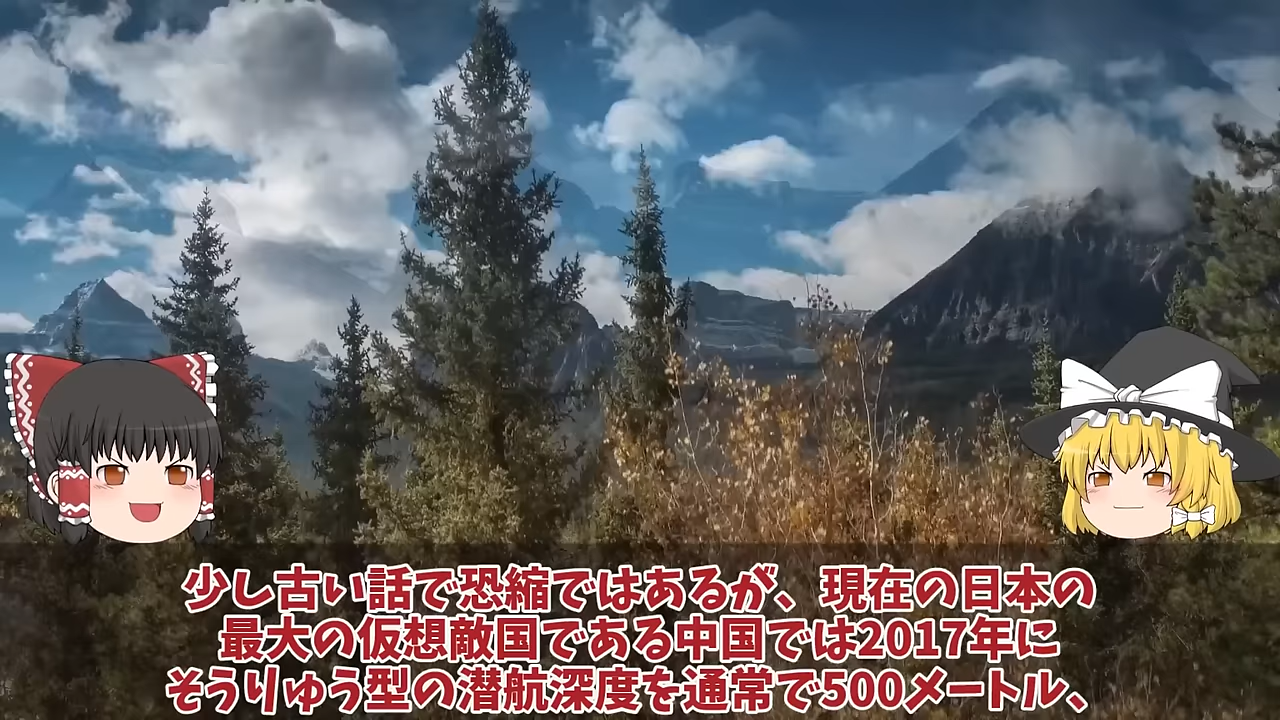 少し古い話で恐縮ではあるが、現在の日本の
最大の仮想敵国である中国では2017年に
そうりゅう型の潜航深度を通常で500メートル、